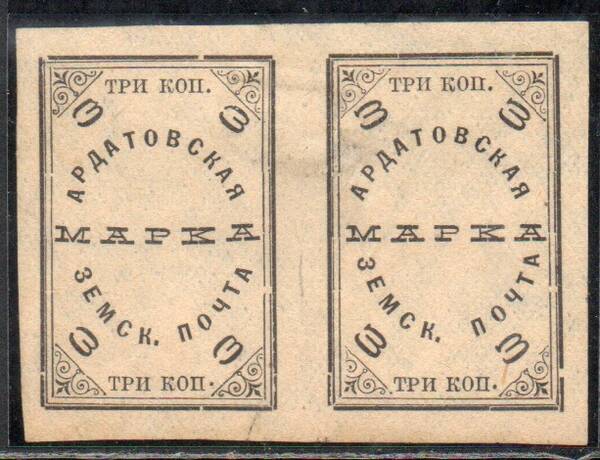 ТРИ КОП.
3 3
АРДАТОВСКАЯ
МАРКА
ЗЕМСК. ПОЧТА
3 3
ТРИ КОП.
ТРИ КОП.
3 3
АРДАТОВСКАЯ
МАРКА
ЗЕМСК. ПОЧТА
3 3
ТРИ КОП.